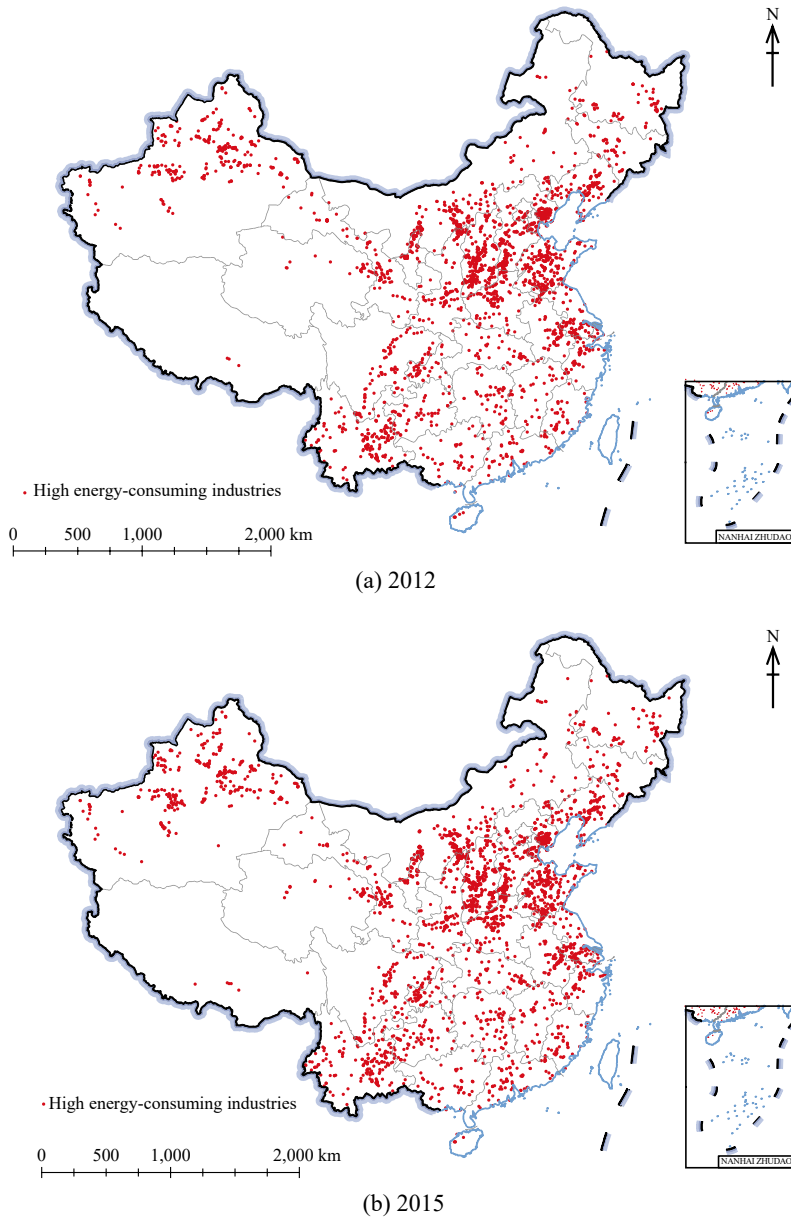 N
High energy-consuming industries
0 500 1,000 2,000 km
NANHAI ZHUDAO
(a) 2012
N
High energy-consuming industries
0 500 1,000 2,000 km
NANHAI ZHUDAO
(b) 2015